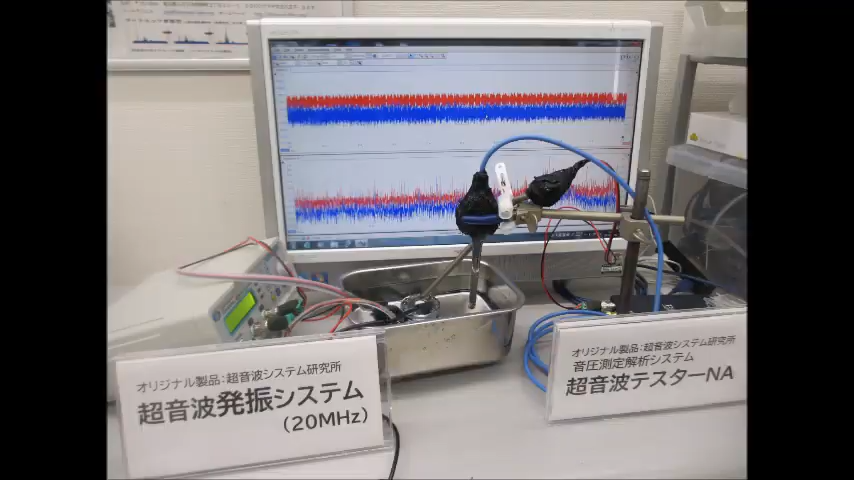 オリジナル製品:超音波システム研究所
超音波発振システム
(20MHz)
オリジナル製品:超音波システム研究所
音圧測定解析システム
超音波テスターNA